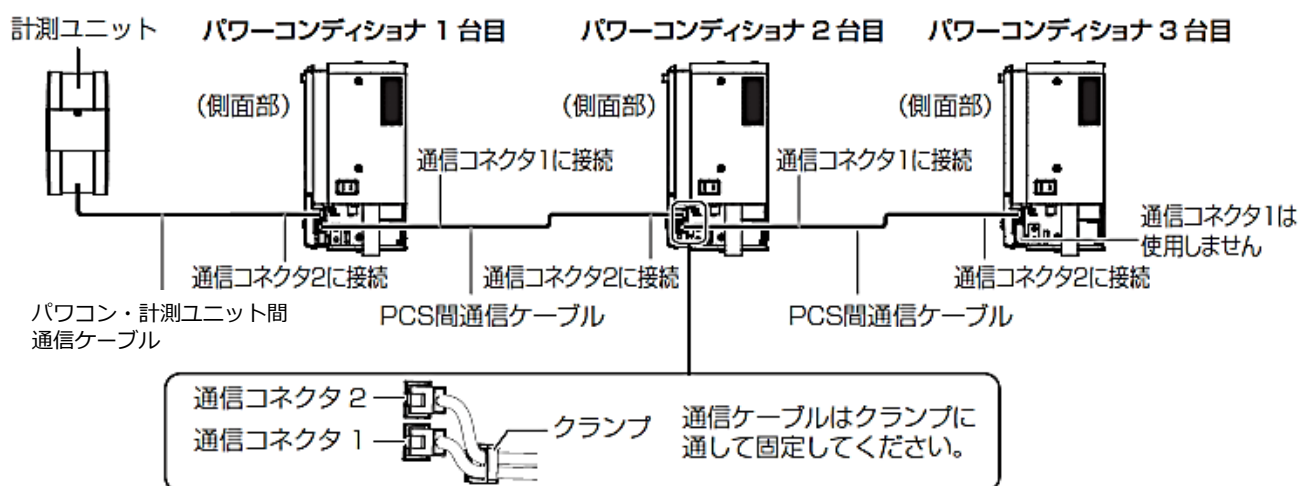 計測ユニット
パワーコンディショナ 1 台目
パワーコンディショナ 2 台目
パワーコンディショナ 3 台目
(側面部)
(側面部)
(側面部)
通信コネクタ1に接続
通信コネクタ1に接続
通信コネクタ1は
使用しません
通信コネクタ2に接続
通信コネクタ2に接続
通信コネクタ2に接続
パワコン・計測ユニット間
通信ケーブル
PCS間通信ケーブル
PCS間通信ケーブル
通信コネクタ 2
通信コネクタ 1
クランプ
通信ケーブルはクランプに
通して固定してください。